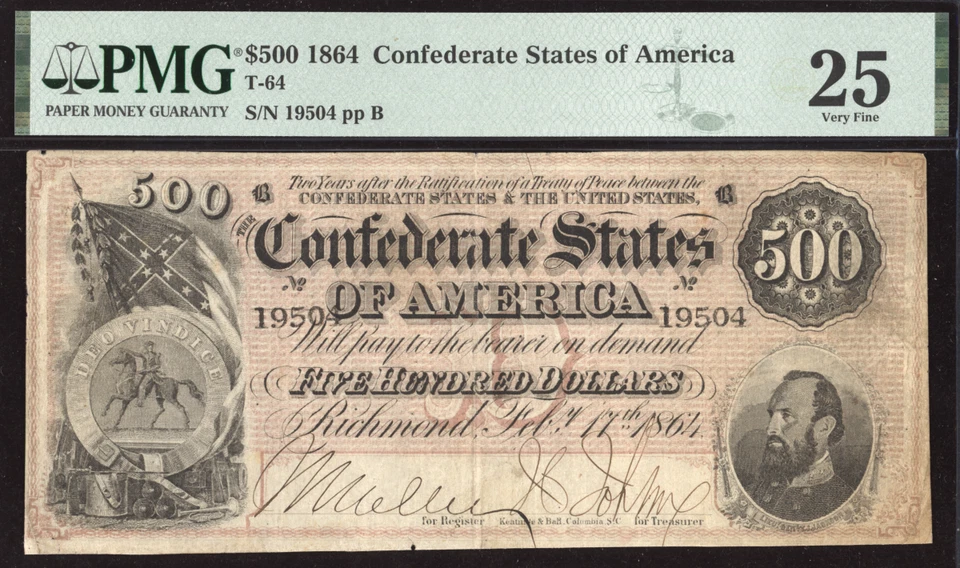 PMG® $500 1864 Confederate States of America
T-64
PAPER MONEY GUARANTY S/N 19504 pp B
25
Very Fine
500 B Two Years after the Ratification of a Treaty of Peace between the B
CONFEDERATE STATES & THE UNITED STATES,
THE Confederate States 500
No OF AMERICA No
19504 19504
DEO VINDICE
Will pay to the bearer on demand
FIVE HUNDRED DOLLARS
Richmond, Feby. 17th 1864
for Register Keatinge & Ball, Columbia, S.C. for Treasurer